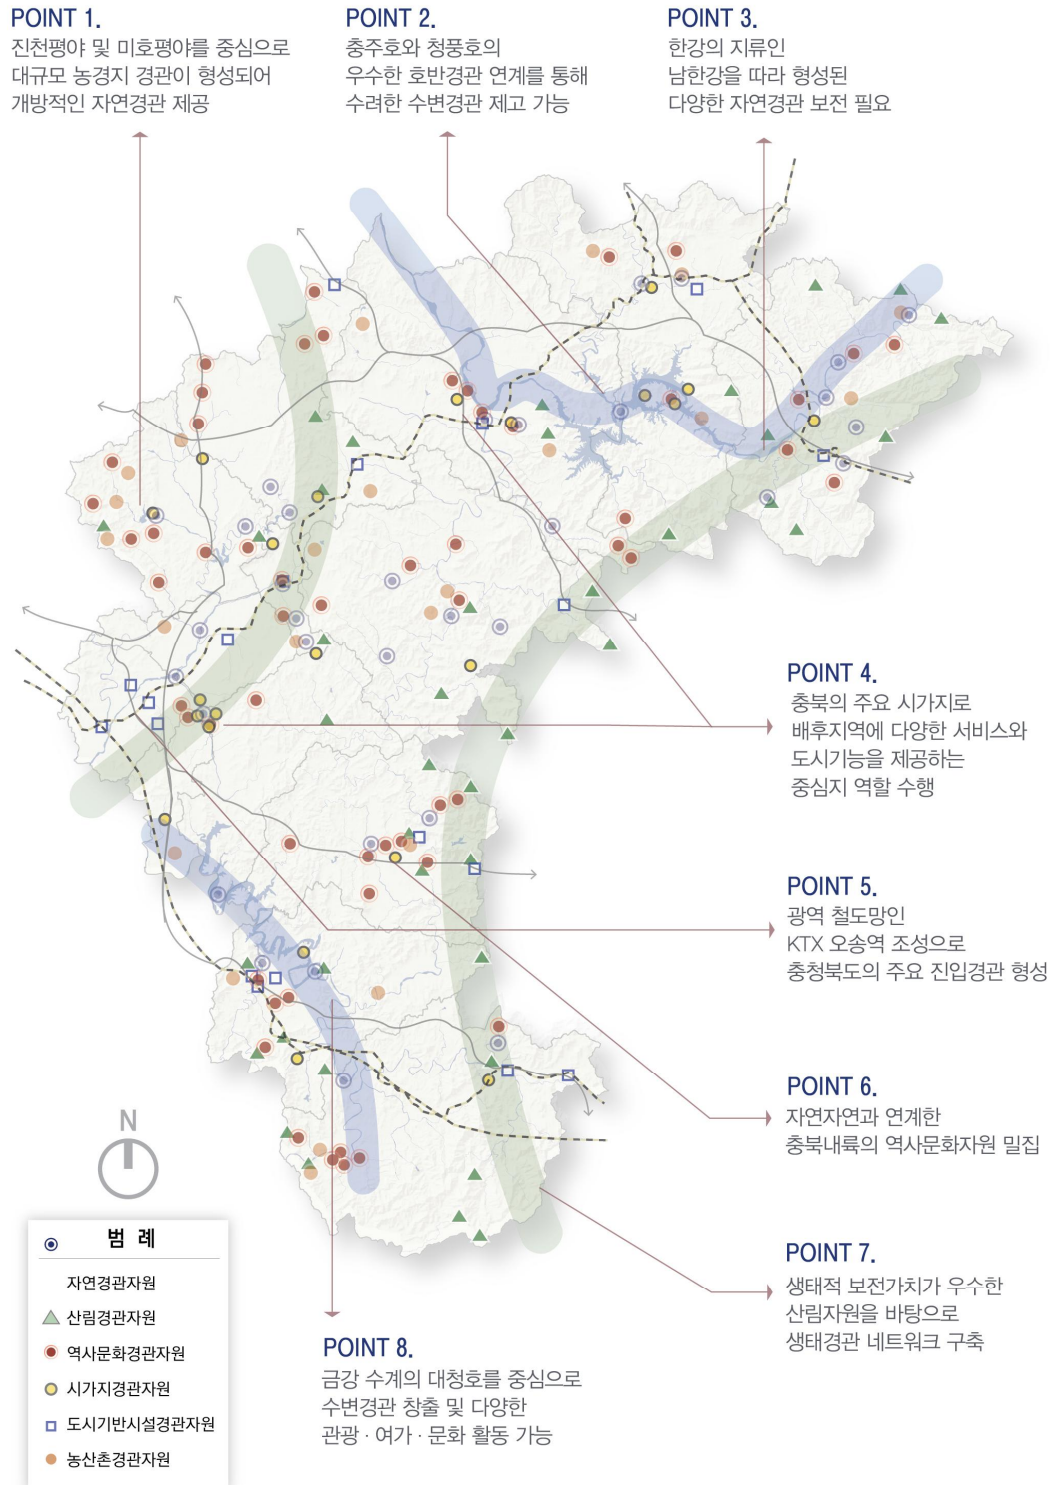 POINT 1.
진천평야 및 미호평야를 중심으로
대규모 농경지 경관이 형성되어
개방적인 자연경관 제공
POINT 2.
충주호와 청풍호의
우수한 호반경관 연계를 통해
수려한 수변경관 제고 가능
POINT 3.
한강의 지류인
남한강을 따라 형성된
다양한 자연경관 보전 필요
POINT 4.
충북의 주요 시가지로
배후지역에 다양한 서비스와
도시기능을 제공하는
중심지 역할 수행
POINT 5.
광역 철도망인
KTX 오송역 조성으로
충청북도의 주요 진입경관 형성
POINT 6.
자연자연과 연계한
충북내륙의 역사문화자원 밀집
POINT 7.
생태적 보전가치가 우수한
산림자원을 바탕으로
생태경관 네트워크 구축
POINT 8.
금강 수계의 대청호를 중심으로
수변경관 창출 및 다양한
관광 · 여가 · 문화 활동 가능
N
범 례
자연경관자원
산림경관자원
역사문화경관자원
시가지경관자원
도시기반시설경관자원
농산촌경관자원